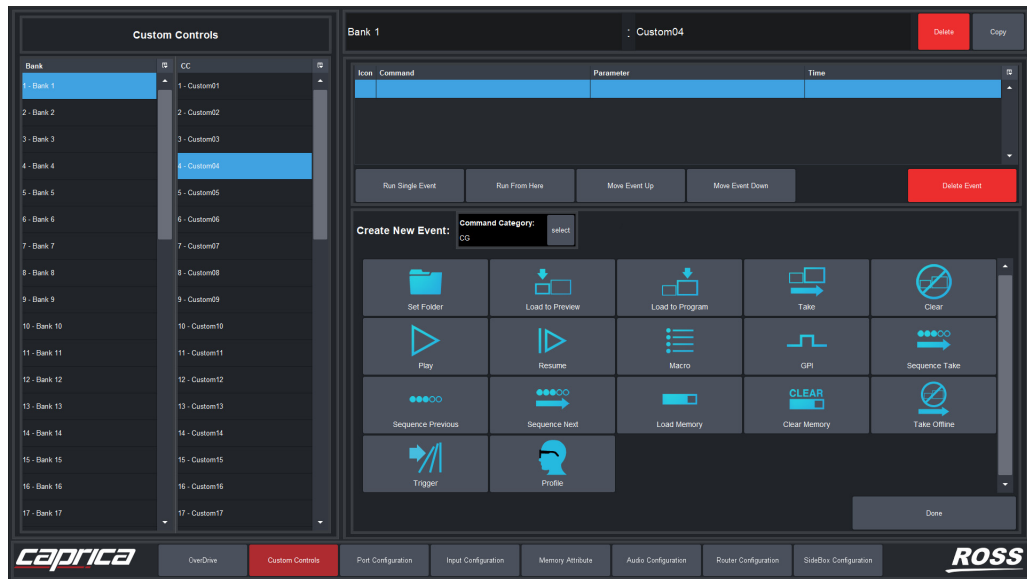 Custom Controls
Bank 1 : Custom04 Delete Copy
Bank CC
1 - Bank 1 1 - Custom01
2 - Bank 2 2 - Custom02
3 - Bank 3 3 - Custom03
4 - Bank 4 4 - Custom04
5 - Bank 5 5 - Custom05
6 - Bank 6 6 - Custom06
7 - Bank 7 7 - Custom07
8 - Bank 8 8 - Custom08
9 - Bank 9 9 - Custom09
10 - Bank 10 10 - Custom10
11 - Bank 11 11 - Custom11
12 - Bank 12 12 - Custom12
13 - Bank 13 13 - Custom13
14 - Bank 14 14 - Custom14
15 - Bank 15 15 - Custom15
16 - Bank 16 16 - Custom16
17 - Bank 17 17 - Custom17
Icon Command Parameter Time
Run Single Event Run From Here Move Event Up Move Event Down Delete Event
Create New Event: Command Category: CG select
Set Folder Load to Preview Load to Program Take Clear
Play Resume Macro GPI Sequence Take
CLEAR
Sequence Previous Sequence Next Load Memory Clear Memory Take Offline
Trigger Profile
Done
caprica OverDrive Custom Controls Port Configuration Input Configuration Memory Attribute Audio Configuration Router Configuration SideBox Configuration ROSS